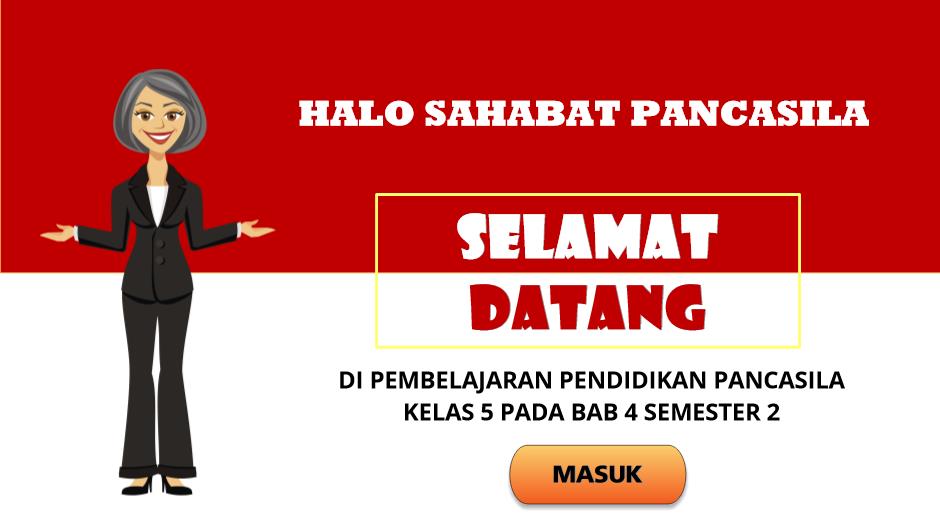 HALO SAHABAT PANCASILA
SELAMAT
DATANG
DI PEMBELAJARAN PENDIDIKAN PANCASILA
KELAS 5 PADA BAB 4 SEMESTER 2
MASUK